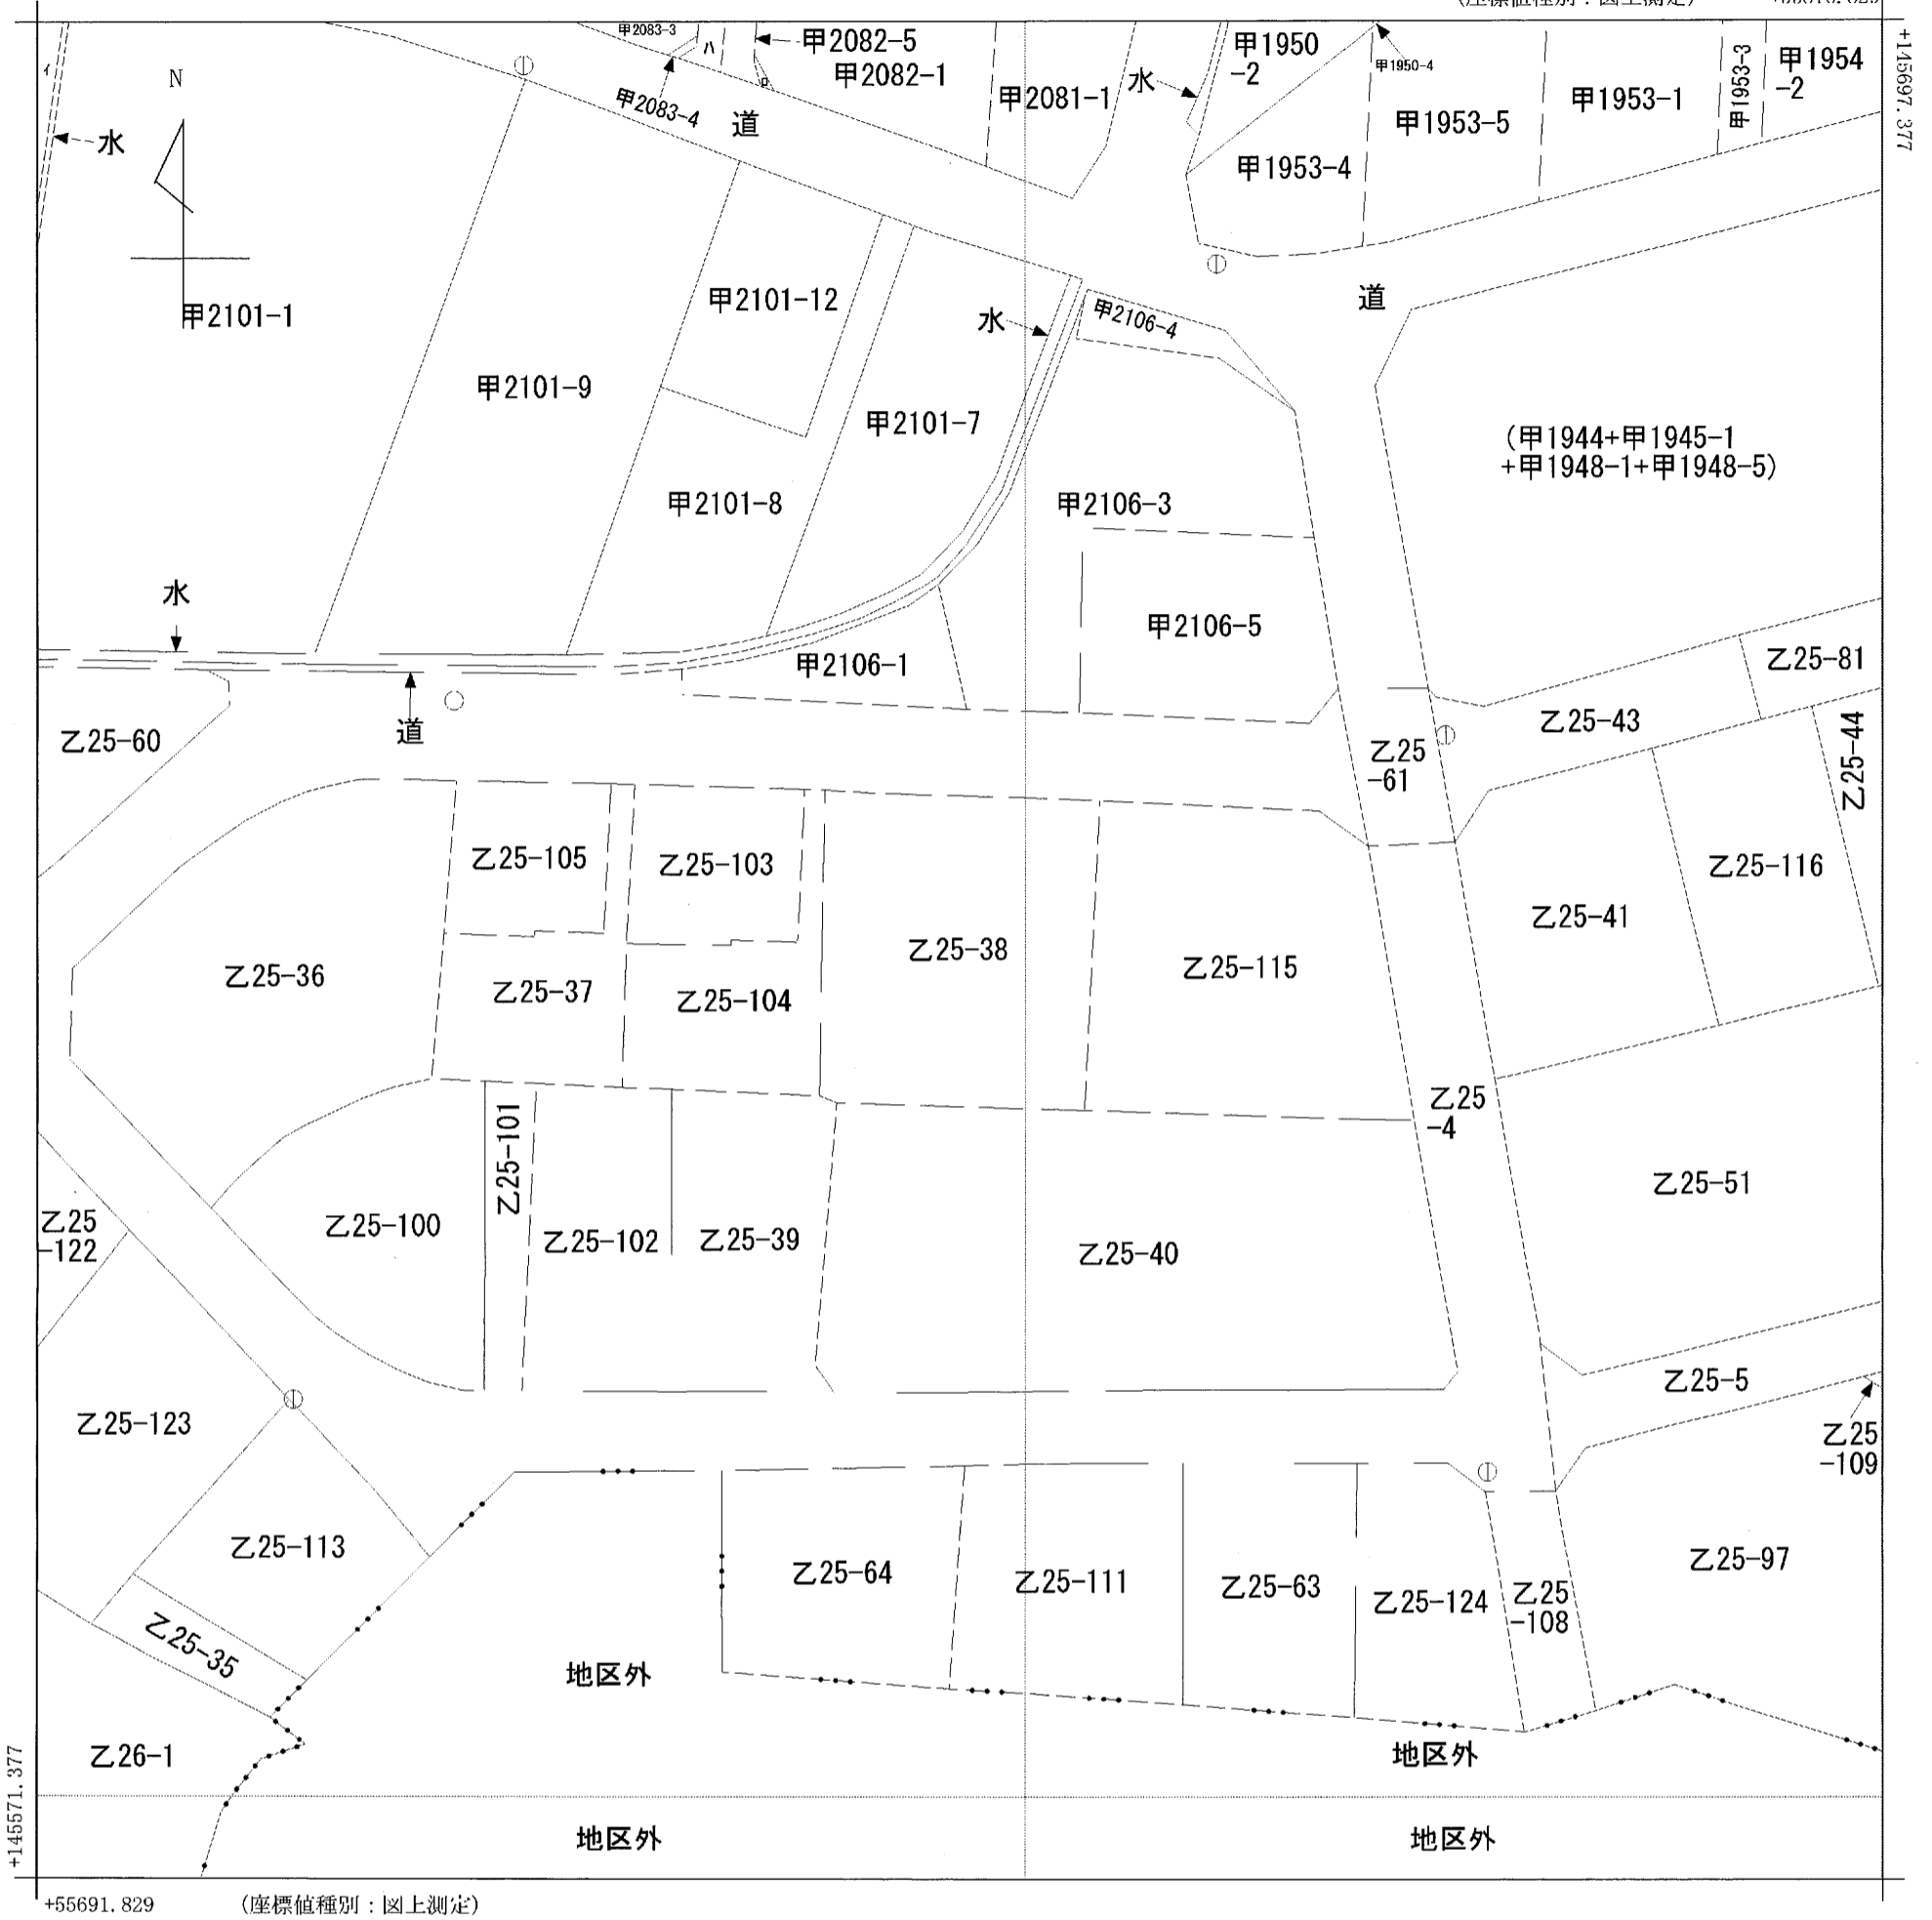 (座標値種別：図上測定)
+145697.377
甲2083-3
ハ
甲2082-5
甲2082-1
ロ
甲2083-4
道
甲2081-1
水
甲1950
-2
甲1950-4
甲1953-5
甲1953-4
甲1953-1
甲1953-3
甲1954
-2
イ
N
水
甲2101-1
甲2101-9
甲2101-12
甲2101-7
甲2101-8
水
甲2106-4
道
(甲1944+甲1945-1
+甲1948-1+甲1948-5)
甲2106-3
甲2106-5
甲2106-1
水
道
乙25-60
乙25
-61
乙25-43
乙25-81
乙25-44
乙25-105
乙25-103
乙25-38
乙25-115
乙25-41
乙25-116
乙25-36
乙25-37
乙25-104
乙25
-4
乙25-51
乙25-101
乙25
-122
乙25-100
乙25-102
乙25-39
乙25-40
乙25-5
乙25
-109
乙25-123
乙25-113
乙25-35
乙25-64
乙25-111
乙25-63
乙25-124
乙25
-108
乙25-97
地区外
地区外
乙26-1
地区外
地区外
+145571.377
+55691.829
(座標値種別：図上測定)